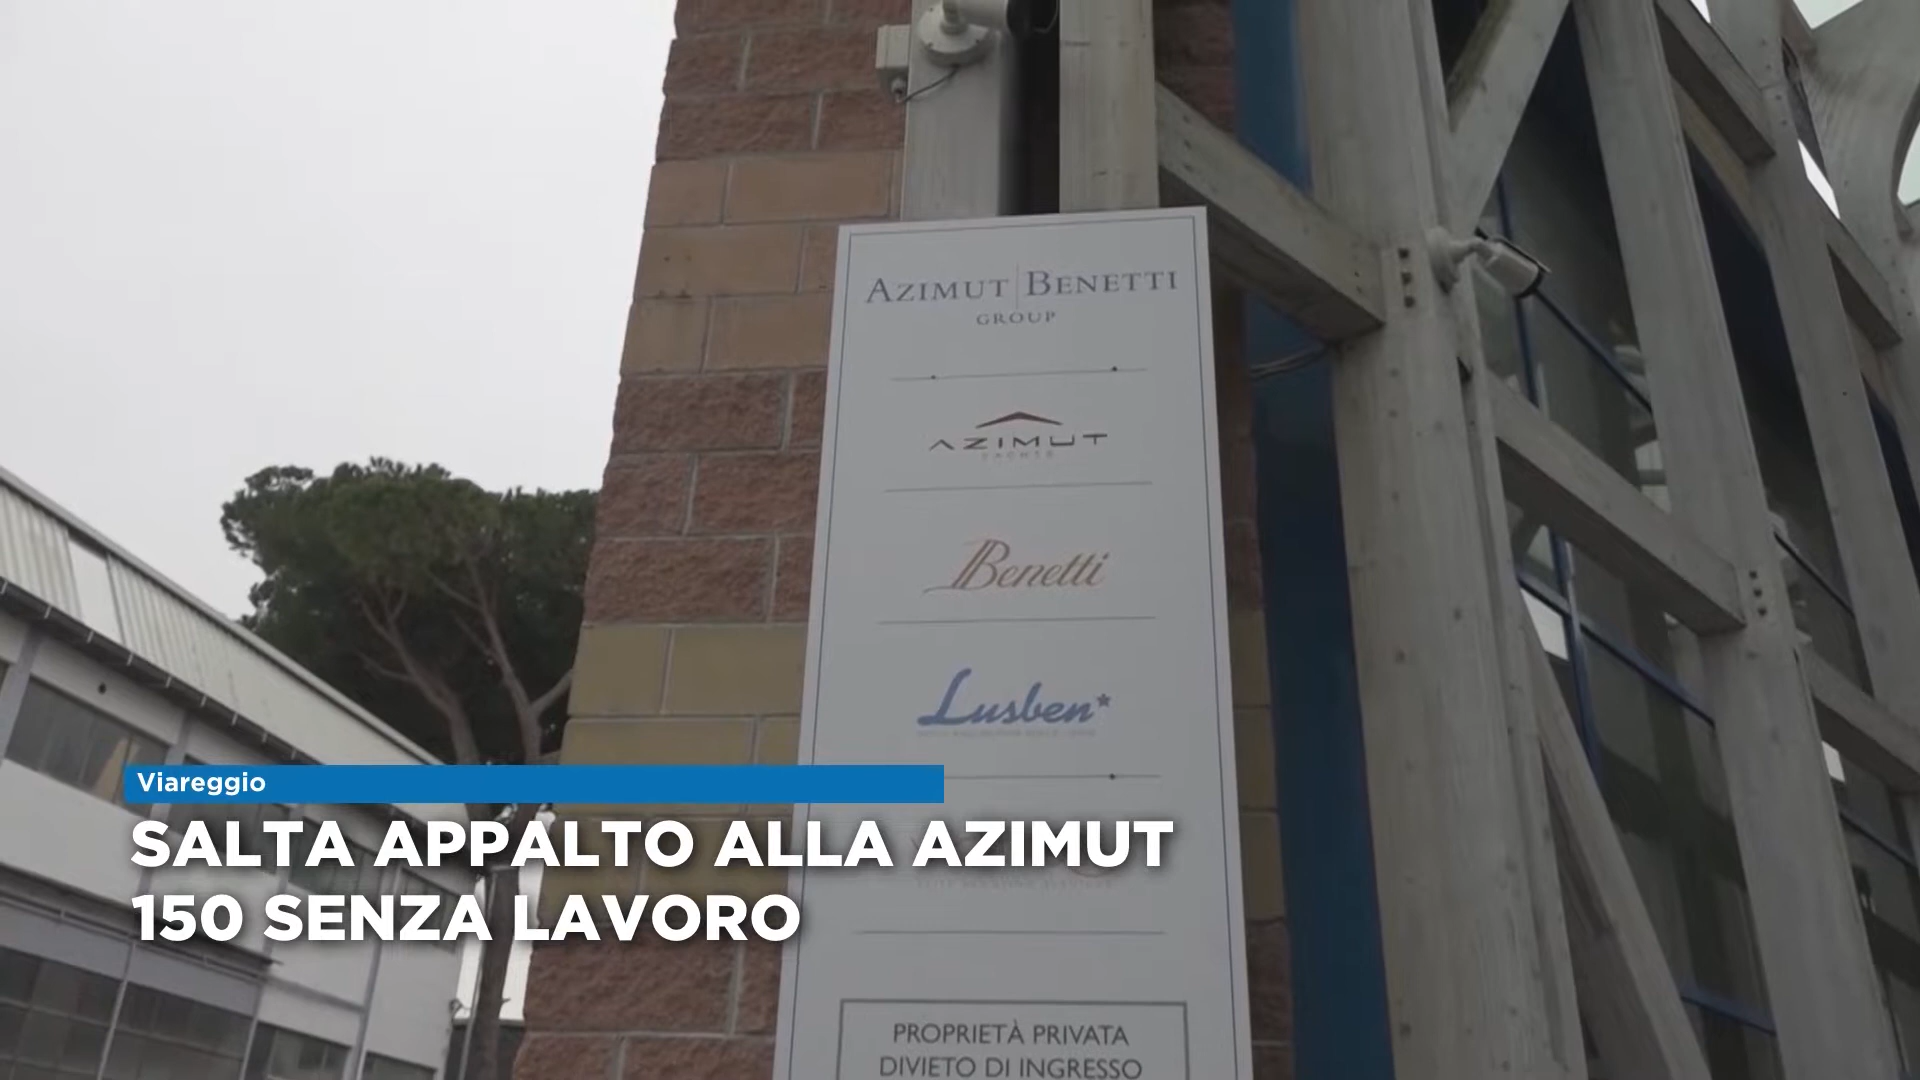 AZIMUT BENETTI
GROUP
AZIMUT
YACHTS
Benetti
Lusben
Viareggio
SALTA APPALTO ALLA AZIMUT
150 SENZA LAVORO
PROPRIETÀ PRIVATA
DIVIETO DI INGRESSO